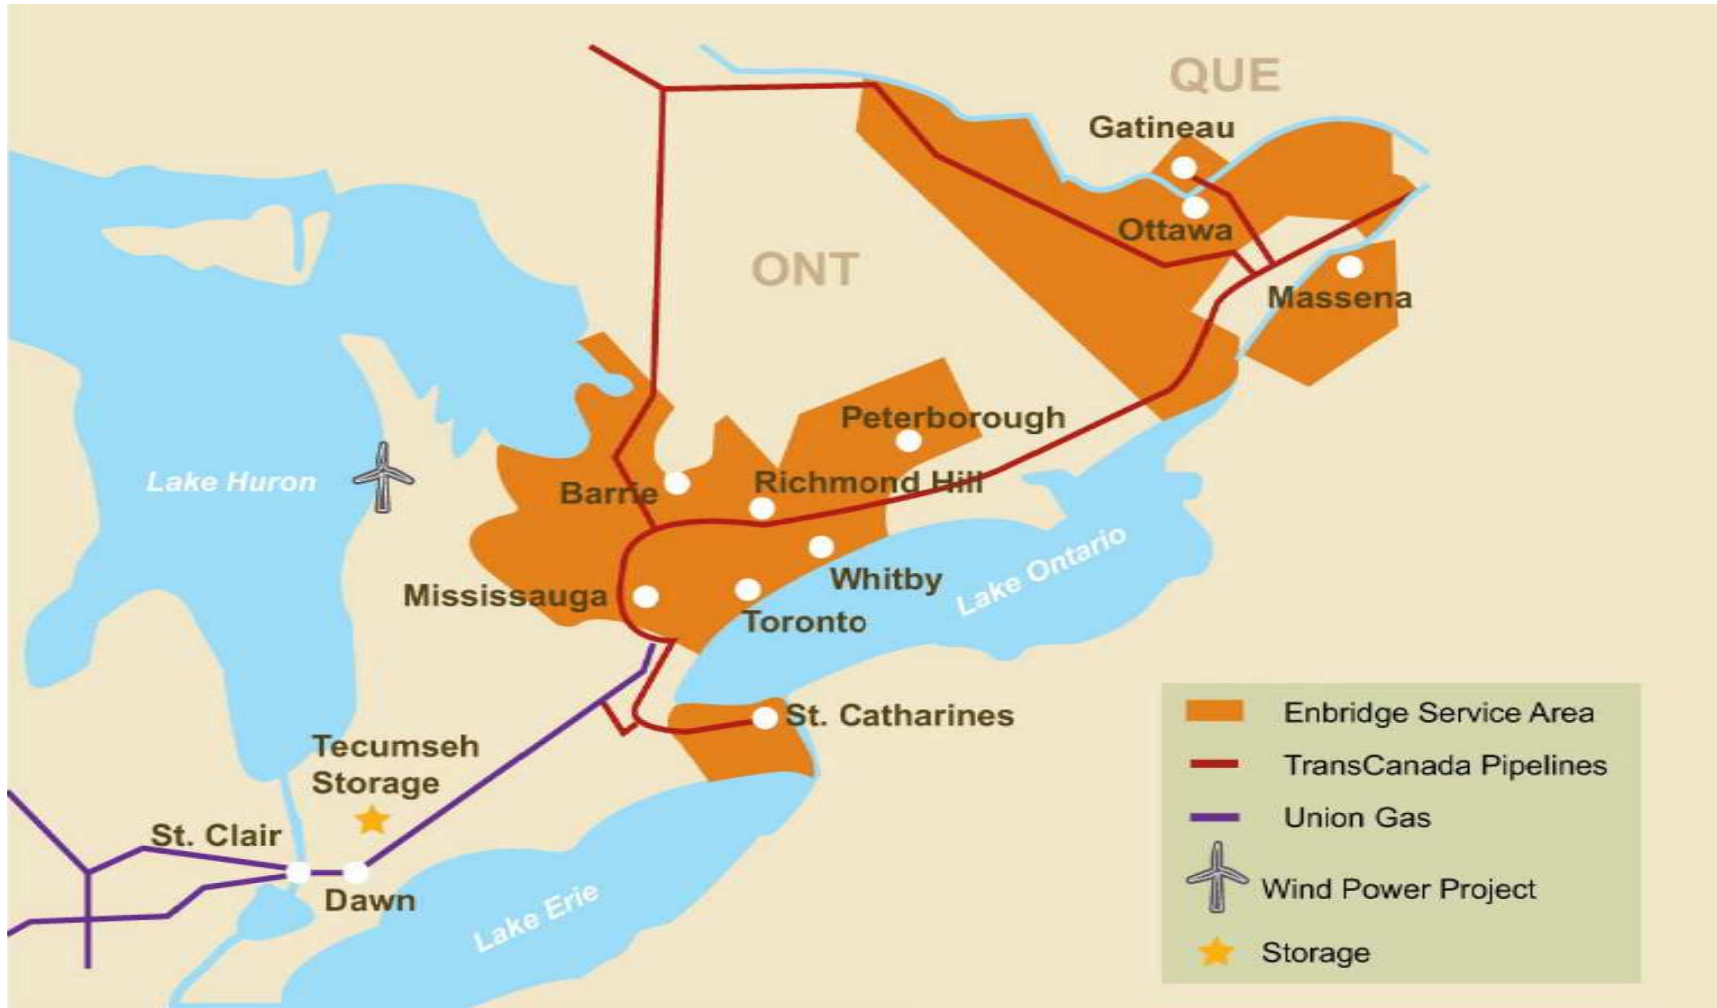 QUE
Gatineau
Ottawa
ONT
Massena
Peterborough
Lake Huron
Barrie
Richmond Hill
Lake Ontario
Whitby
Mississauga
Toronto
St. Catharines
Tecumseh
Storage
St. Clair
Dawn
Lake Erie
Enbridge Service Area
TransCanada Pipelines
Union Gas
Wind Power Project
Storage